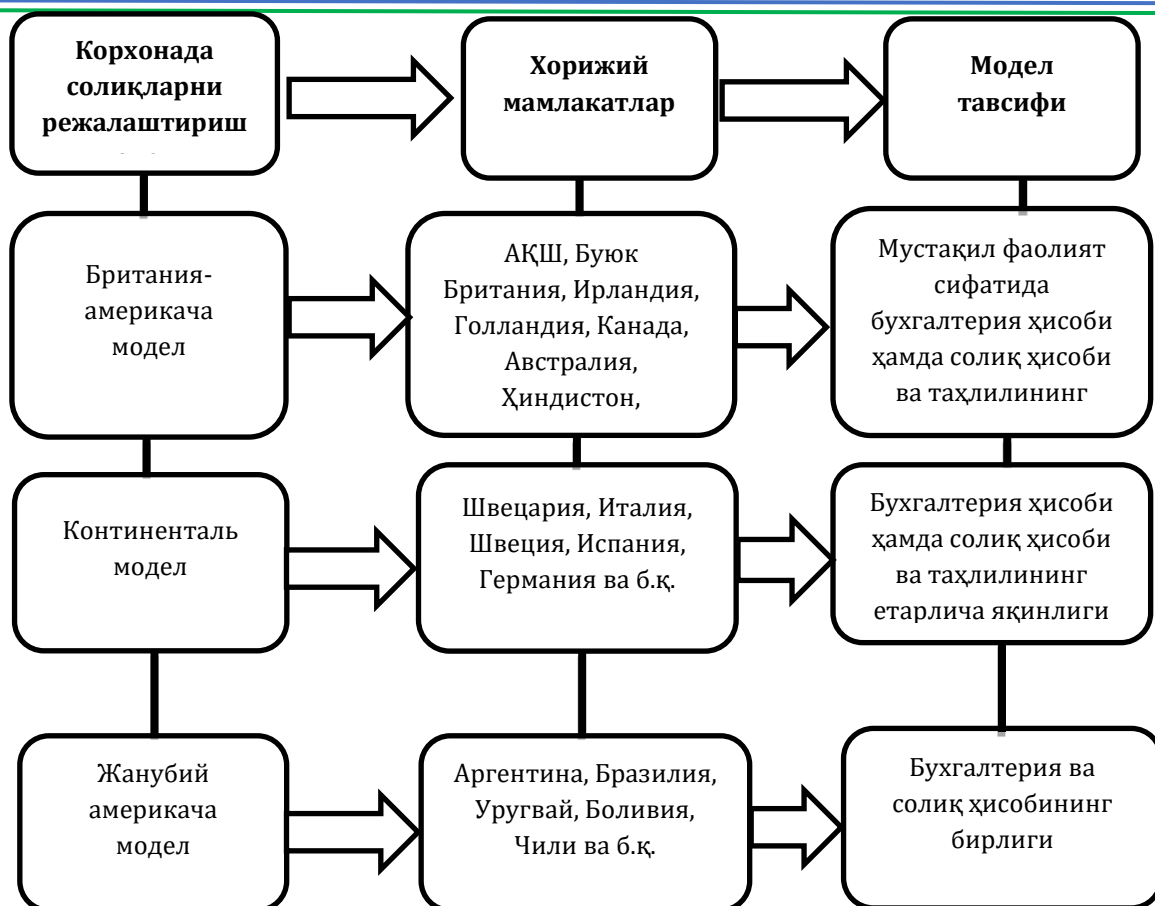 Корхонада
солиқларни
режалаштириш
Хорижий
мамлакатлар
Модел
тавсифи
Британия-
америкача
модел
АҚШ, Буюк
Британия, Ирландия,
Голландия, Канада,
Австралия,
Ҳиндистон,
Мустақил фаолият
сифатида
бухгалтерия ҳисоби
ҳамда солиқ ҳисоби
ва таҳлилининг
Континенталь
модел
Швецария, Италия,
Швеция, Испания,
Германия ва б.қ.
Бухгалтерия ҳисоби
ҳамда солиқ ҳисоби
ва таҳлилининг
етарлича яқинлиги
Жанубий
америкача
модел
Аргентина, Бразилия,
Уругвай, Боливия,
Чили ва б.қ.
Бухгалтерия ва
солиқ ҳисобининг
бирлиги